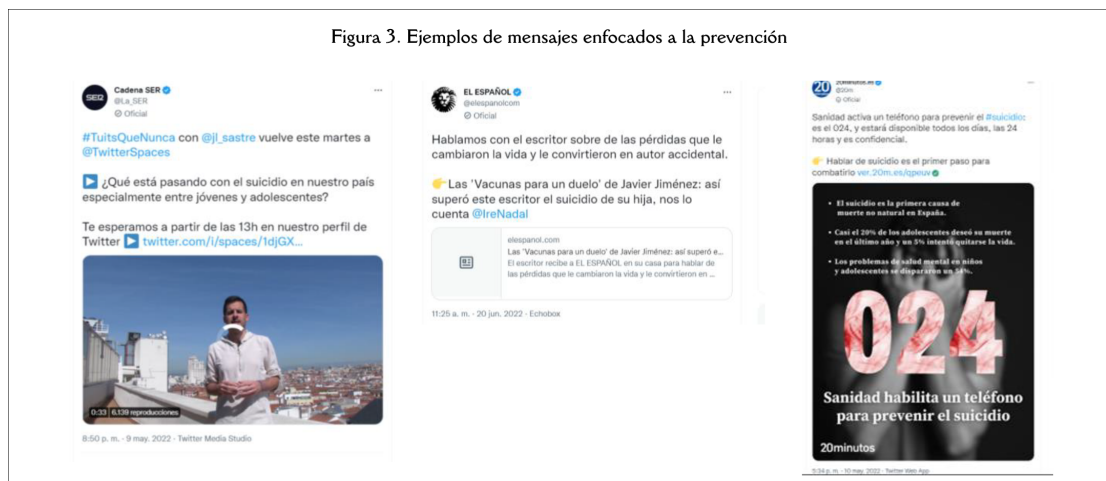 Figura 3. Ejemplos de mensajes enfocados a la prevención
SER
Cadena SER
@La_SER
Oficial
#TuitsQueNunca con @jl_sastre vuelve este martes a
@TwitterSpaces
¿Qué está pasando con el suicidio en nuestro país
especialmente entre jóvenes y adolescentes?
Te esperamos a partir de las 13h en nuestro perfil de
Twitter twitter.com/i/spaces/1djGX...
0:33 6.139 reproducciones
8:50 p. m. · 9 may. 2022 · Twitter Media Studio
EL ESPAÑOL
@elespanolcom
Oficial
Hablamos con el escritor sobre de las pérdidas que le
cambiaron la vida y le convirtieron en autor accidental.
Las 'Vacunas para un duelo' de Javier Jiménez: así
superó este escritor el suicidio de su hija, nos lo
cuenta @IreNadal
elespanol.com
Las 'Vacunas para un duelo' de Javier Jiménez: así superó e...
El escritor recibe a EL ESPAÑOL en su casa para hablar de
las pérdidas que le cambiaron la vida y le convirtieron en ...
11:25 a. m. · 20 jun. 2022 · Echobox
20
20minutos.es
@20m
Oficial
Sanidad activa un teléfono para prevenir el #suicidio:
es el 024, y estará disponible todos los días, las 24
horas y es confidencial.
Hablar de suicidio es el primer paso para
combatirlo ver.20m.es/qpeuv
• El suicidio es la primera causa de
muerte no natural en España.
• Casi el 20% de los adolescentes deseó su muerte
en el último año y un 5% intentó quitarse la vida.
• Los problemas de salud mental en niños
y adolescentes se dispararon un 54%.
024
Sanidad habilita un teléfono
para prevenir el suicidio
20minutos
5:34 p. m. · 10 may. 2022 · Twitter Web App